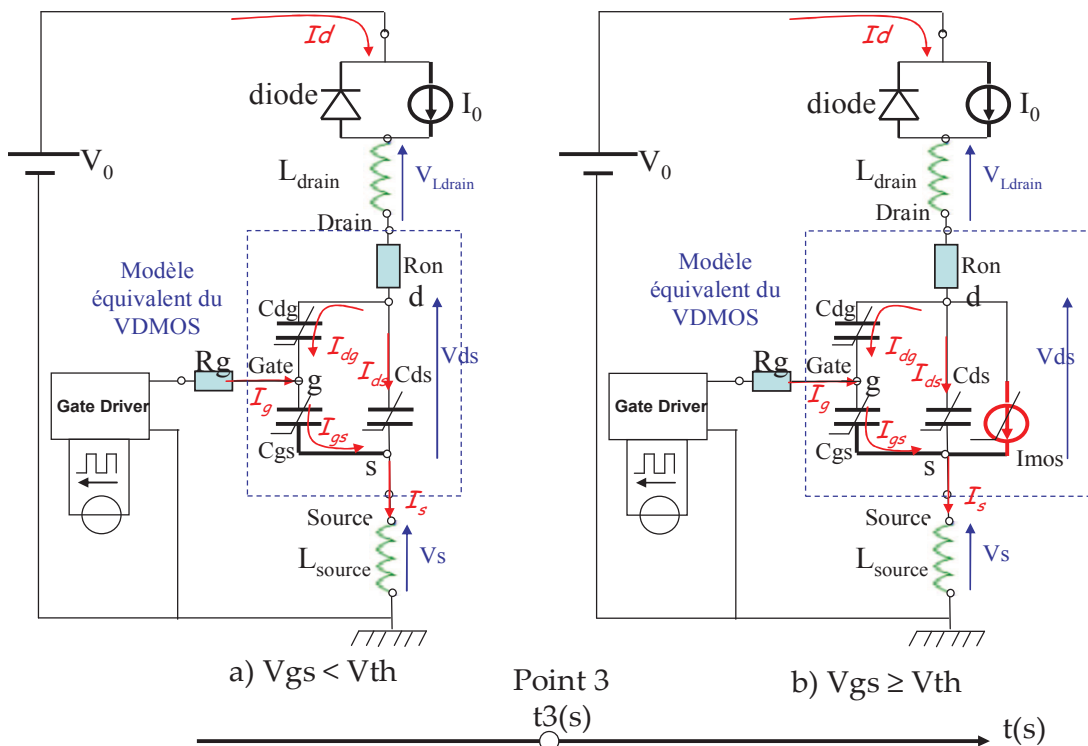 Id
diode
I0
V0
Ldrain
VLdrain
Drain
Modèle
équivalent du
VDMOS
Ron
d
Cdg
Idg
Vds
Rg
Gate
g
Ids
Cds
Ig
Gate Driver
Igs
Cgs
s
Is
Source
Lsource
Vs
a) Vgs < Vth
Id
diode
I0
V0
Ldrain
VLdrain
Drain
Modèle
équivalent du
VDMOS
Ron
d
Cdg
Idg
Vds
Rg
Gate
g
Ids
Cds
Ig
Gate Driver
Igs
Cgs
s
Imos
Is
Source
Lsource
Vs
b) Vgs ≥ Vth
Point 3
t3(s)
t(s)